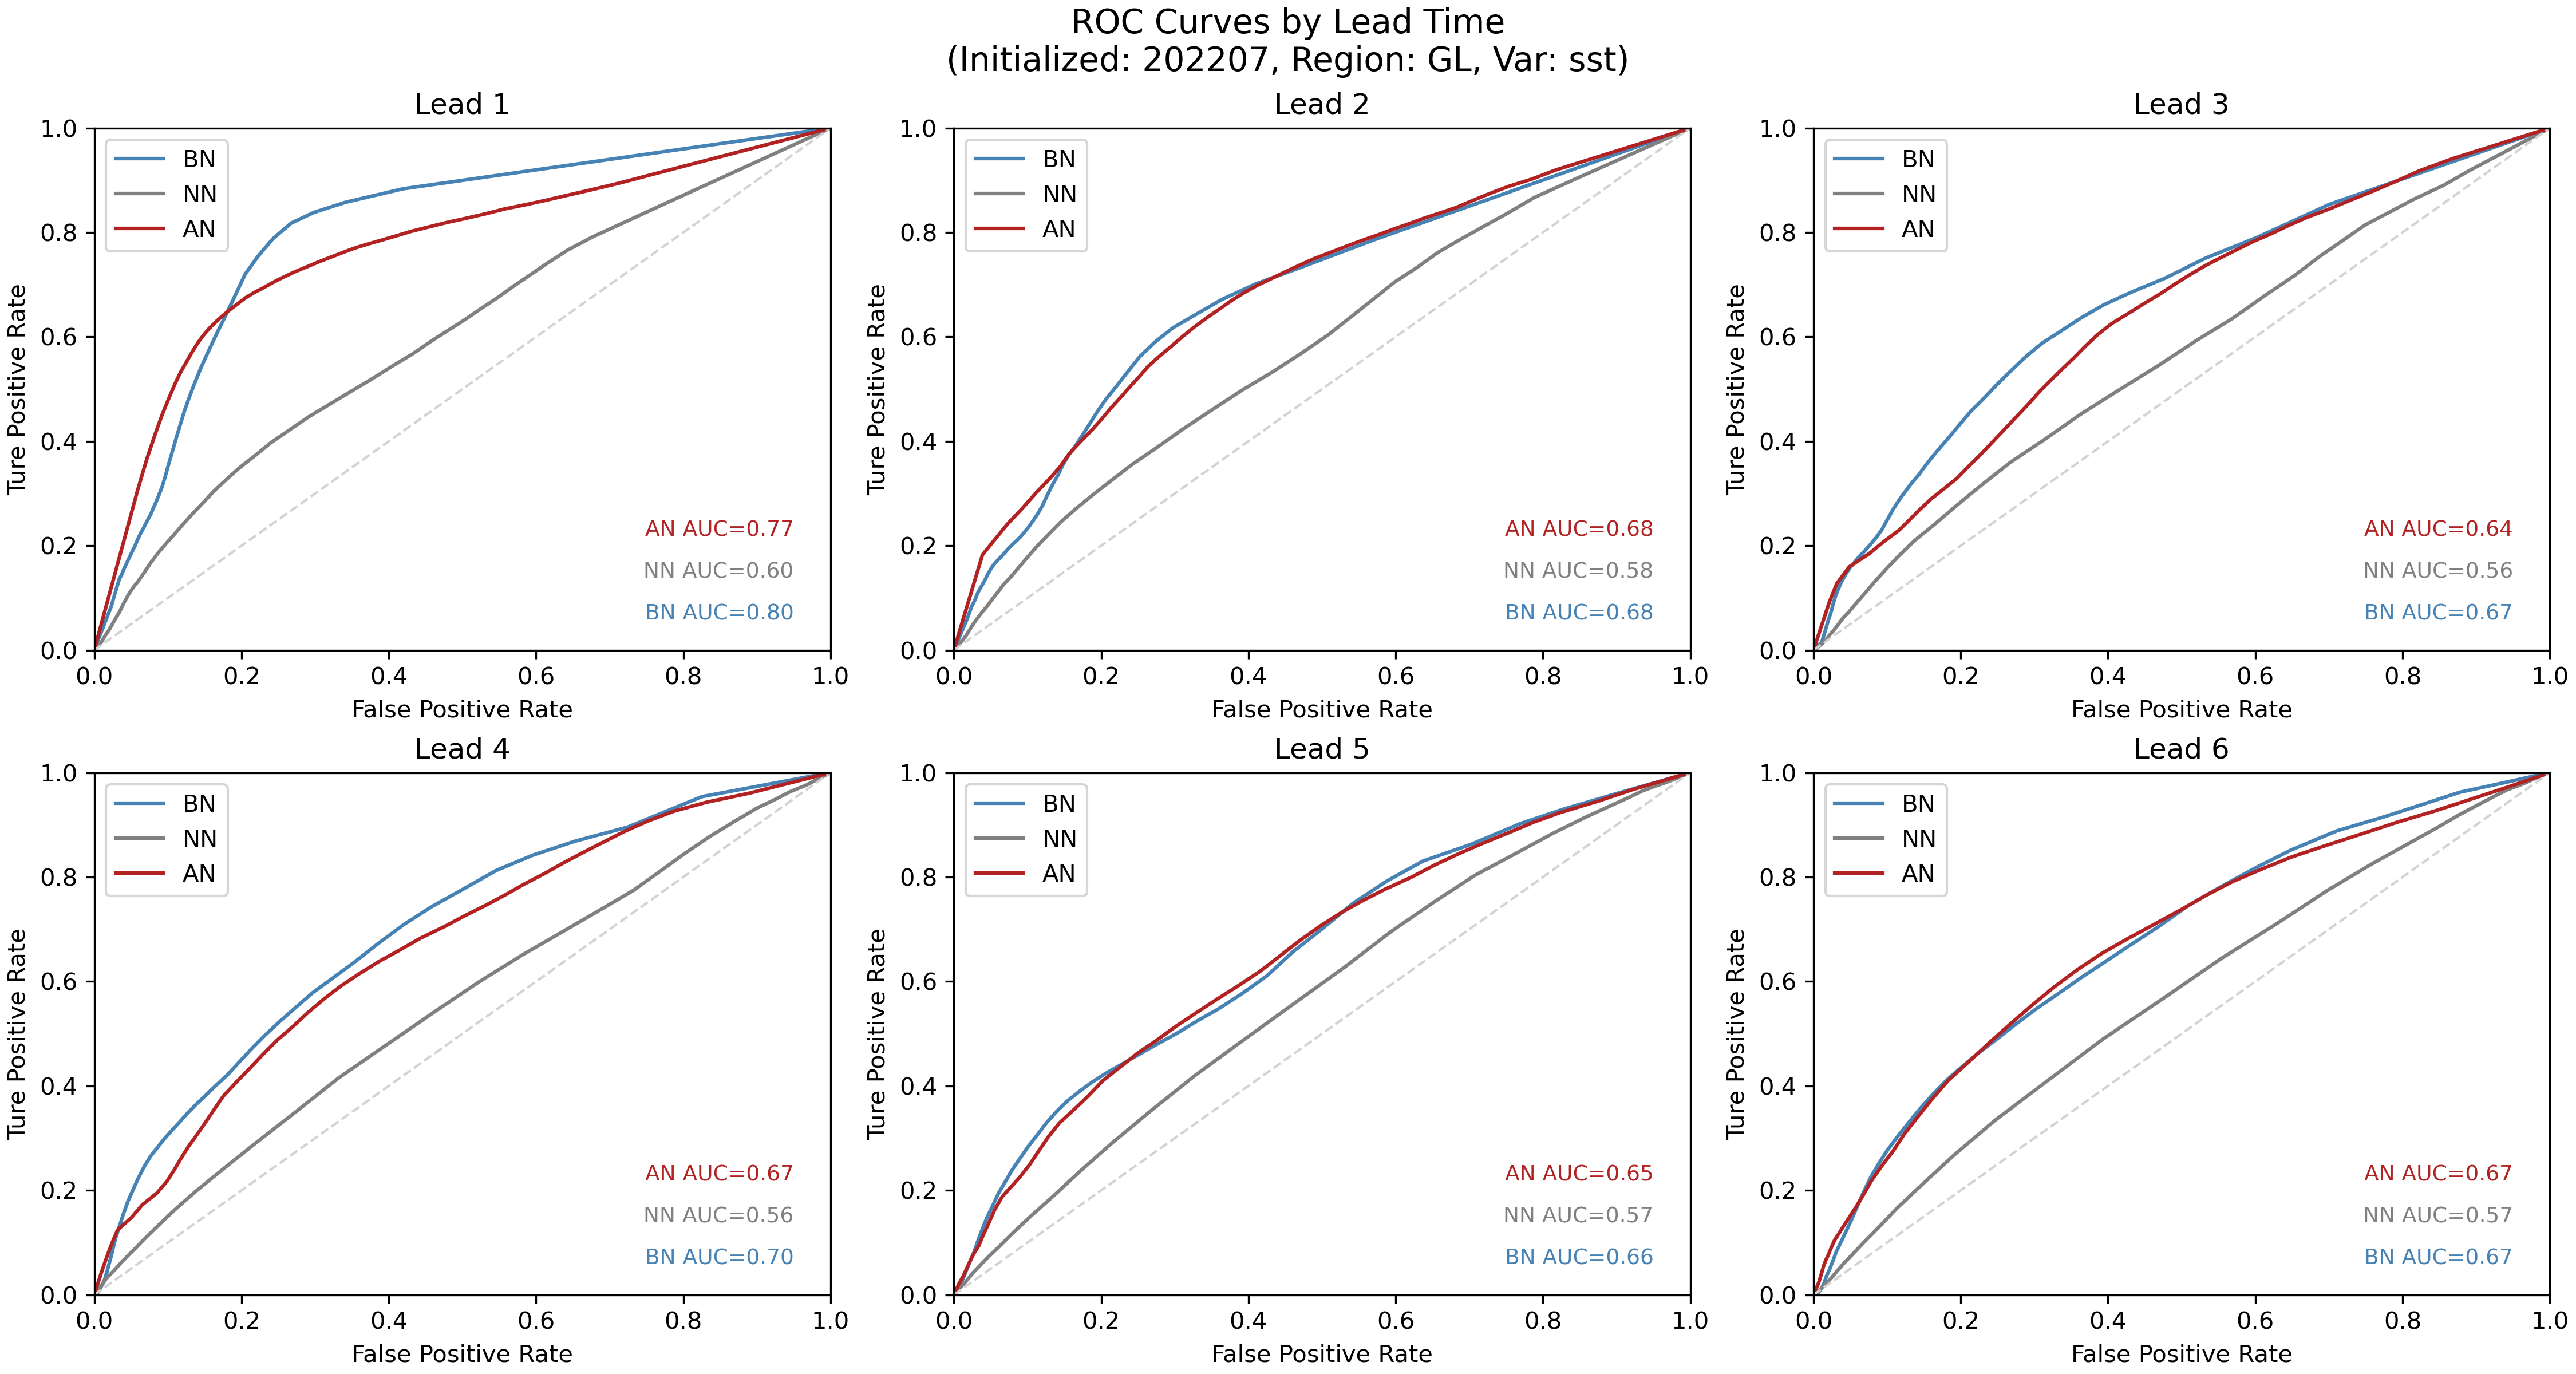 ROC Curves by Lead Time
(Initialized: 202207, Region: GL, Var: sst)
Lead 1
1.0
0.8
0.6
0.4
0.2
0.0
Ture Positive Rate
BN
NN
AN
AN AUC=0.77
NN AUC=0.60
BN AUC=0.80
0.0 0.2 0.4 0.6 0.8 1.0
False Positive Rate
Lead 2
1.0
0.8
0.6
0.4
0.2
0.0
Ture Positive Rate
BN
NN
AN
AN AUC=0.68
NN AUC=0.58
BN AUC=0.68
0.0 0.2 0.4 0.6 0.8 1.0
False Positive Rate
Lead 3
1.0
0.8
0.6
0.4
0.2
0.0
Ture Positive Rate
BN
NN
AN
AN AUC=0.64
NN AUC=0.56
BN AUC=0.67
0.0 0.2 0.4 0.6 0.8 1.0
False Positive Rate
Lead 4
1.0
0.8
0.6
0.4
0.2
0.0
Ture Positive Rate
BN
NN
AN
AN AUC=0.67
NN AUC=0.56
BN AUC=0.70
0.0 0.2 0.4 0.6 0.8 1.0
False Positive Rate
Lead 5
1.0
0.8
0.6
0.4
0.2
0.0
Ture Positive Rate
BN
NN
AN
AN AUC=0.65
NN AUC=0.57
BN AUC=0.66
0.0 0.2 0.4 0.6 0.8 1.0
False Positive Rate
Lead 6
1.0
0.8
0.6
0.4
0.2
0.0
Ture Positive Rate
BN
NN
AN
AN AUC=0.67
NN AUC=0.57
BN AUC=0.67
0.0 0.2 0.4 0.6 0.8 1.0
False Positive Rate